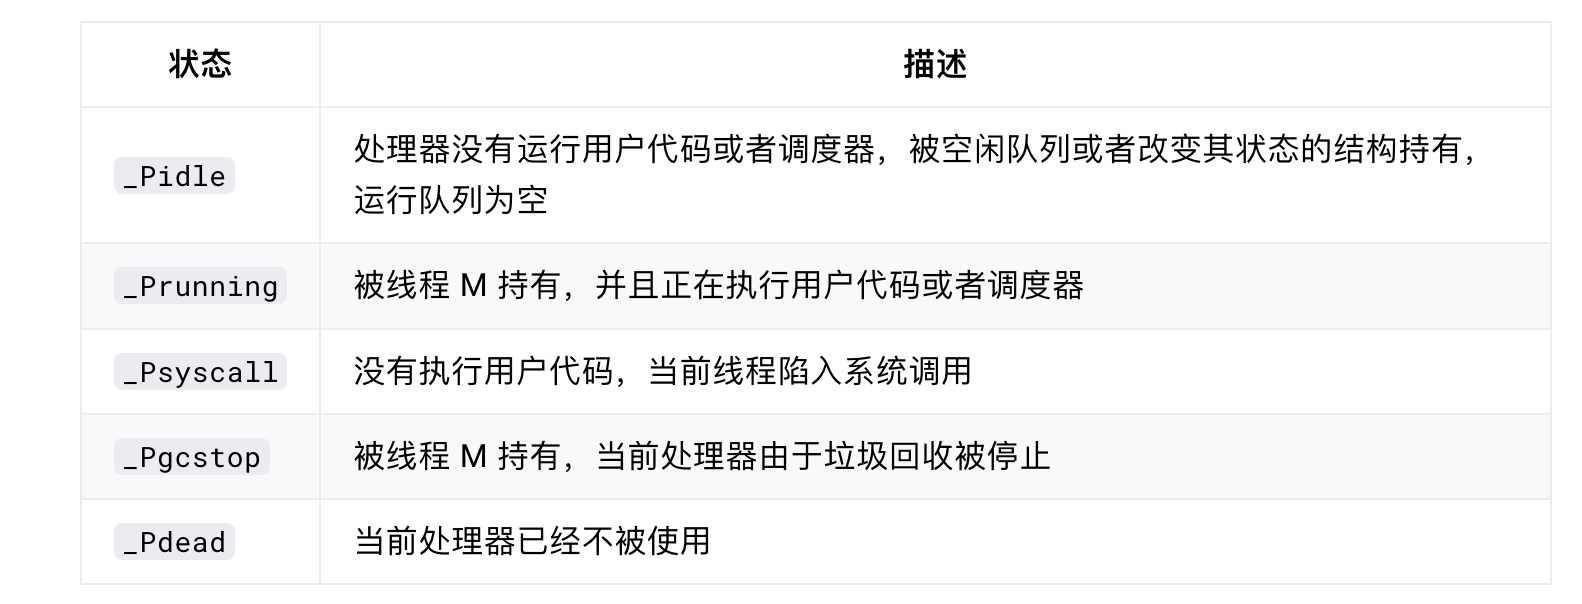 状态 描述
_Pidle 处理器没有运行用户代码或者调度器，被空闲队列或者改变其状态的结构持有，
运行队列为空
_Prunning 被线程 M 持有，并且正在执行用户代码或者调度器
_Psyscall 没有执行用户代码，当前线程陷入系统调用
_Pgcstop 被线程 M 持有，当前处理器由于垃圾回收被停止
_Pdead 当前处理器已经不被使用